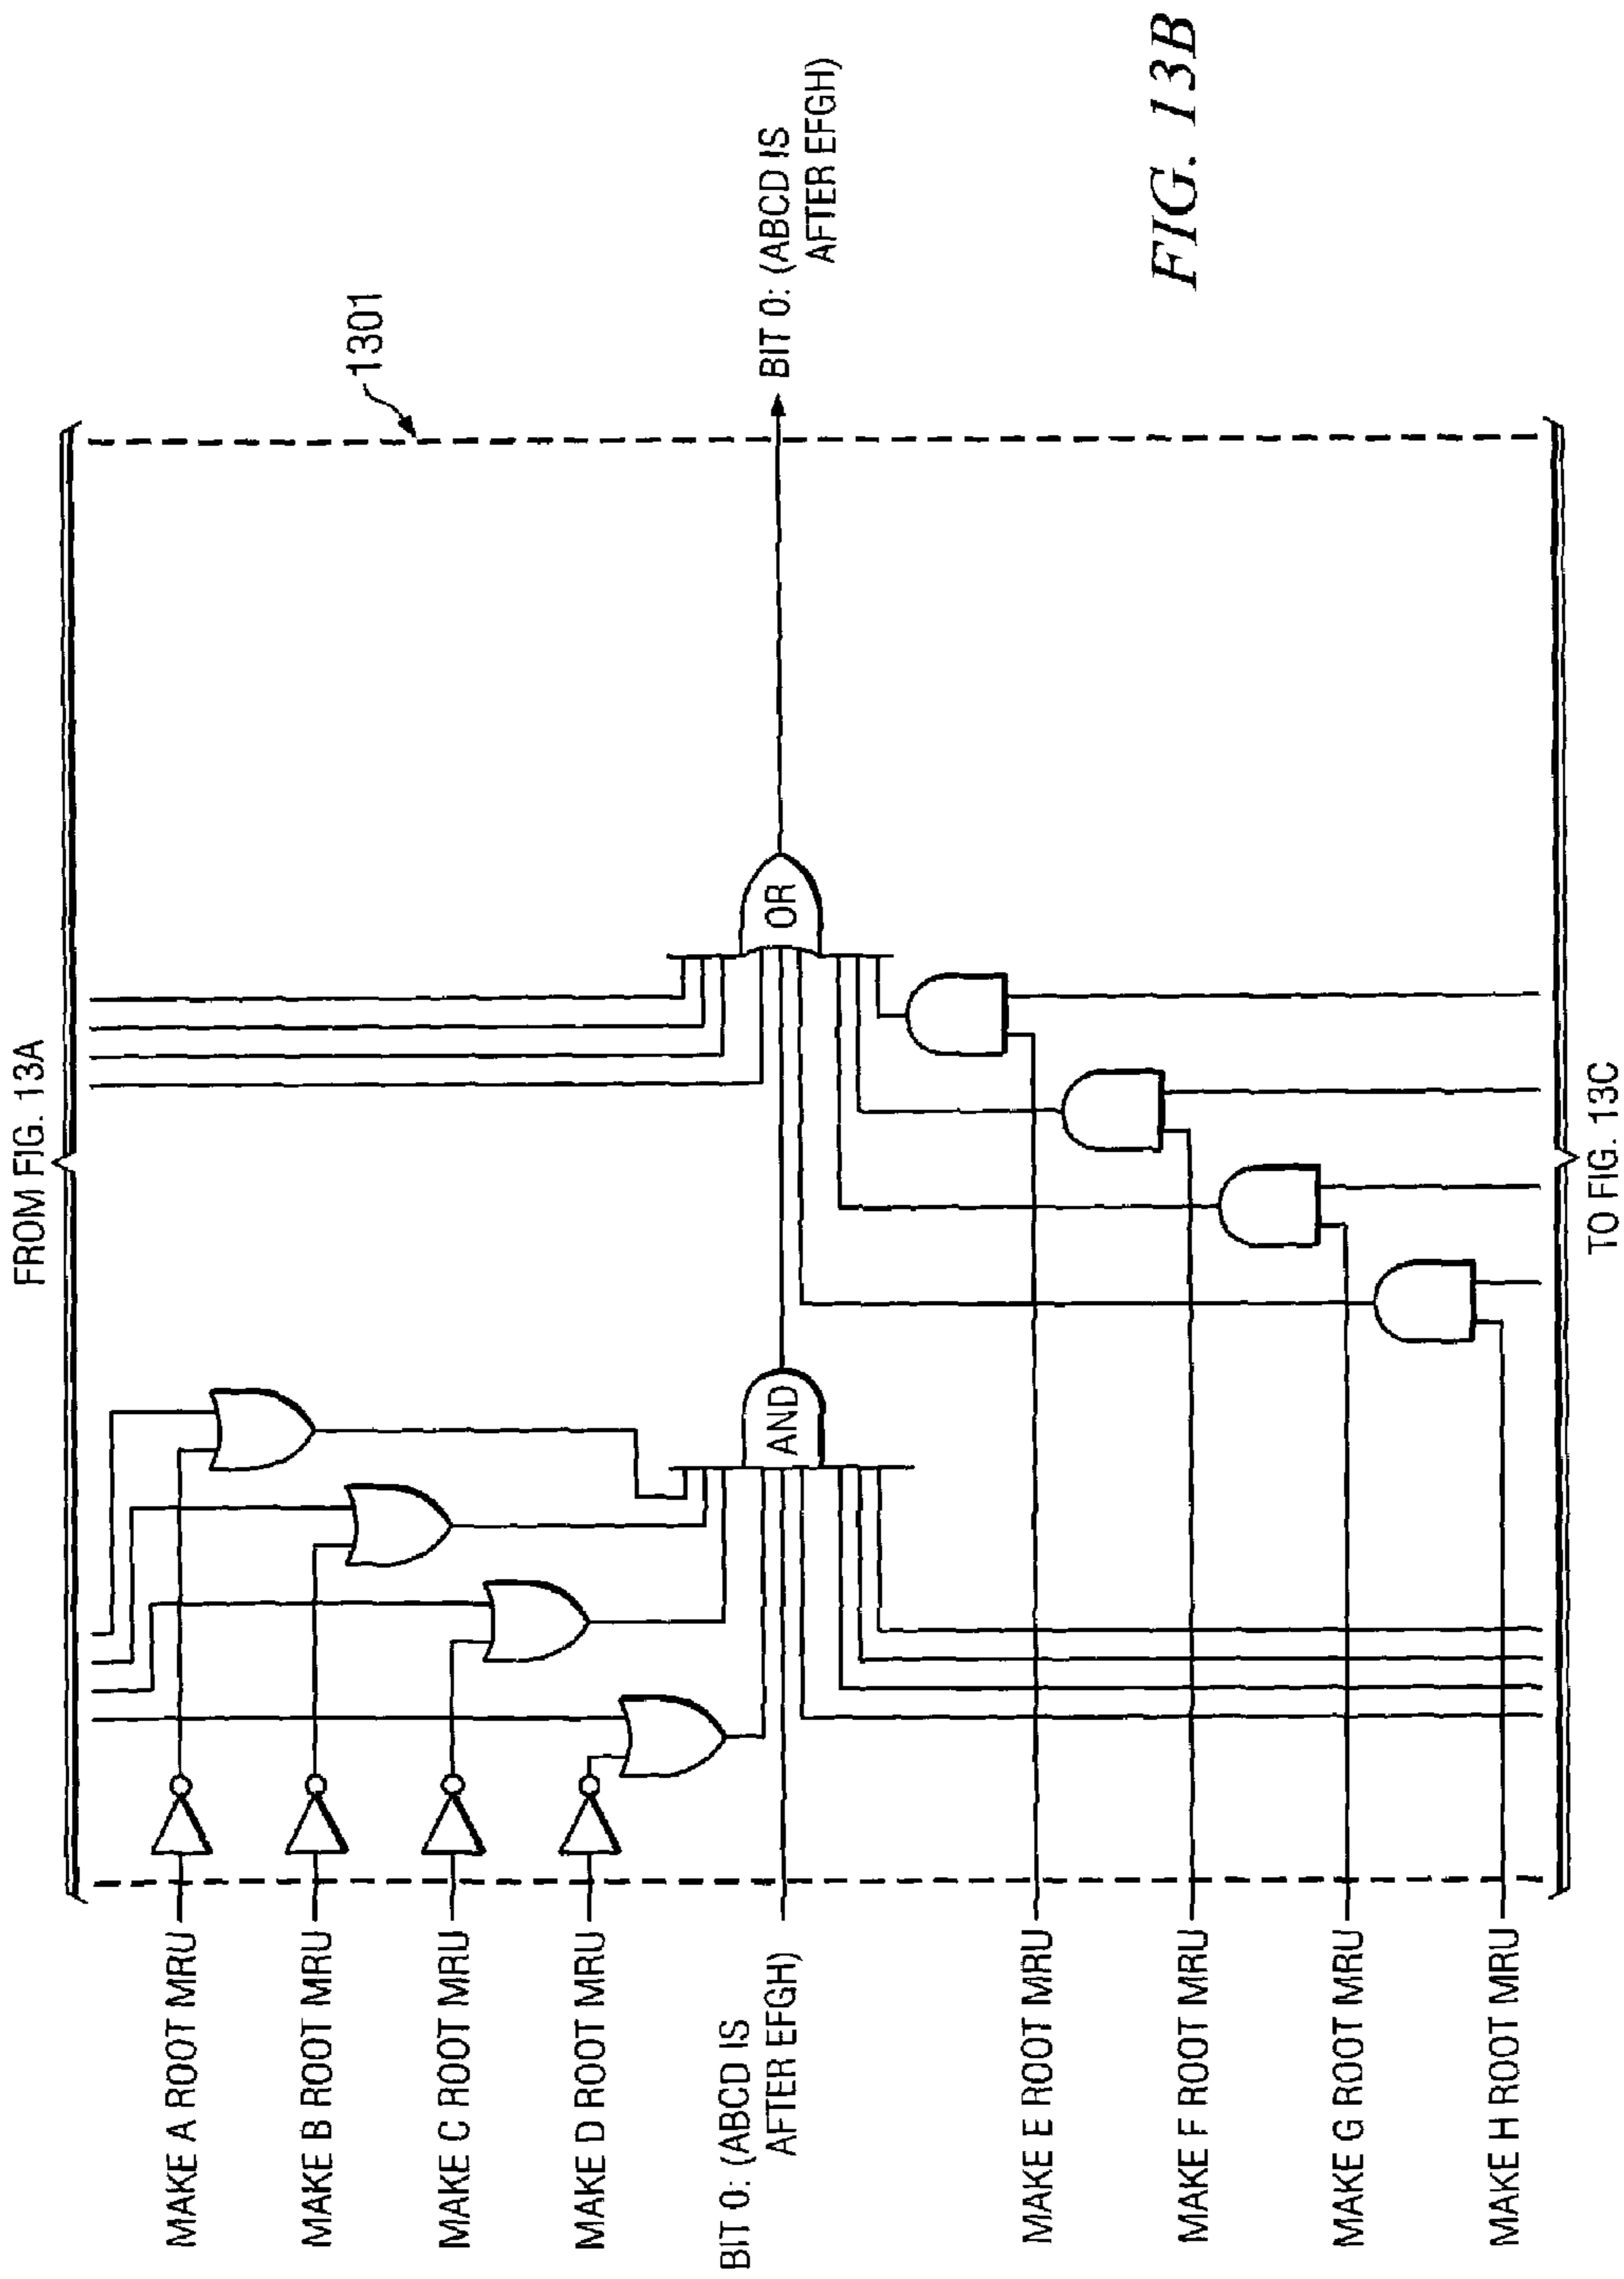 FROM FIG. 13A
MAKE A ROOT MRU
MAKE B ROOT MRU
MAKE C ROOT MRU
MAKE D ROOT MRU
BIT 0: (ABCD IS
AFTER EFGH)
MAKE E ROOT MRU
MAKE F ROOT MRU
MAKE G ROOT MRU
MAKE H ROOT MRU
AND
OR
1301
BIT 0: (ABCD IS
AFTER EFGH)
TO FIG. 13C
FIG. 13B